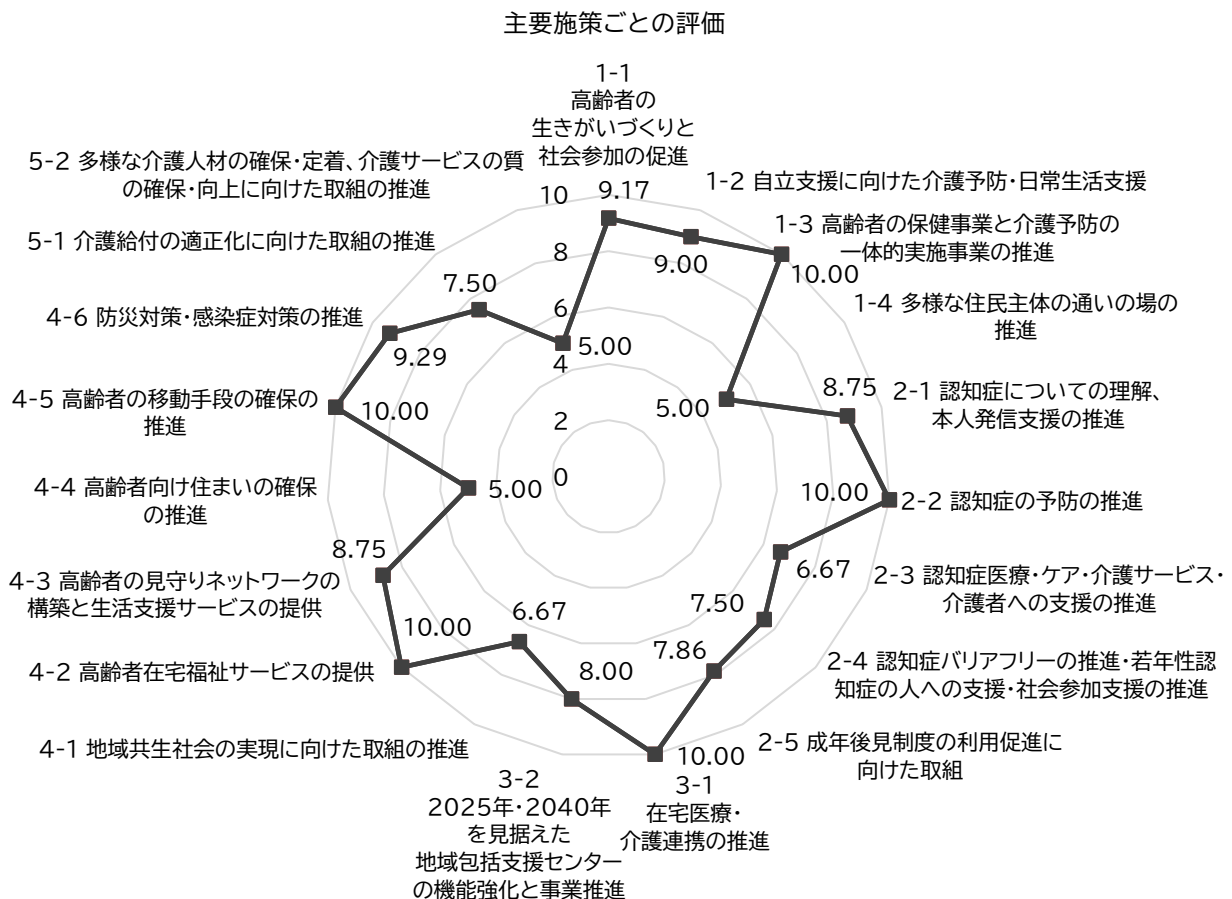 主要施策ごとの評価
1-1
高齢者の
生きがいづくりと
社会参加の促進
9.17
1-2 自立支援に向けた介護予防・日常生活支援
9.00
1-3 高齢者の保健事業と介護予防の
一体的実施事業の推進
10.00
1-4 多様な住民主体の通いの場の
推進
5.00
2-1 認知症についての理解、
本人発信支援の推進
8.75
2-2 認知症の予防の推進
10.00
2-3 認知症医療・ケア・介護サービス・
介護者への支援の推進
6.67
2-4 認知症バリアフリーの推進・若年性認
知症の人への支援・社会参加支援の推進
7.50
2-5 成年後見制度の利用促進に
向けた取組
7.86
3-1
在宅医療・
介護連携の推進
10.00
3-2
2025年・2040年
を見据えた
地域包括支援センター
の機能強化と事業推進
8.00
4-1 地域共生社会の実現に向けた取組の推進
6.67
4-2 高齢者在宅福祉サービスの提供
10.00
4-3 高齢者の見守りネットワークの
構築と生活支援サービスの提供
8.75
4-4 高齢者向け住まいの確保
の推進
5.00
4-5 高齢者の移動手段の確保の
推進
10.00
4-6 防災対策・感染症対策の推進
9.29
5-1 介護給付の適正化に向けた取組の推進
7.50
5-2 多様な介護人材の確保・定着、介護サービスの質
の確保・向上に向けた取組の推進
5.00
10
8
6
4
2
0